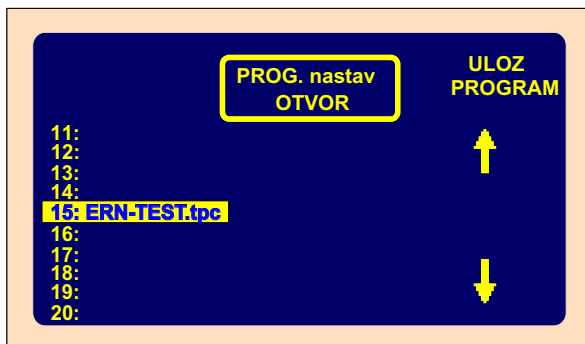 PROG. nastav
OTVOR
ULOZ
PROGRAM
11:
12:
13:
14:
15: ERN-TEST.tpc
16:
17:
18:
19:
20: